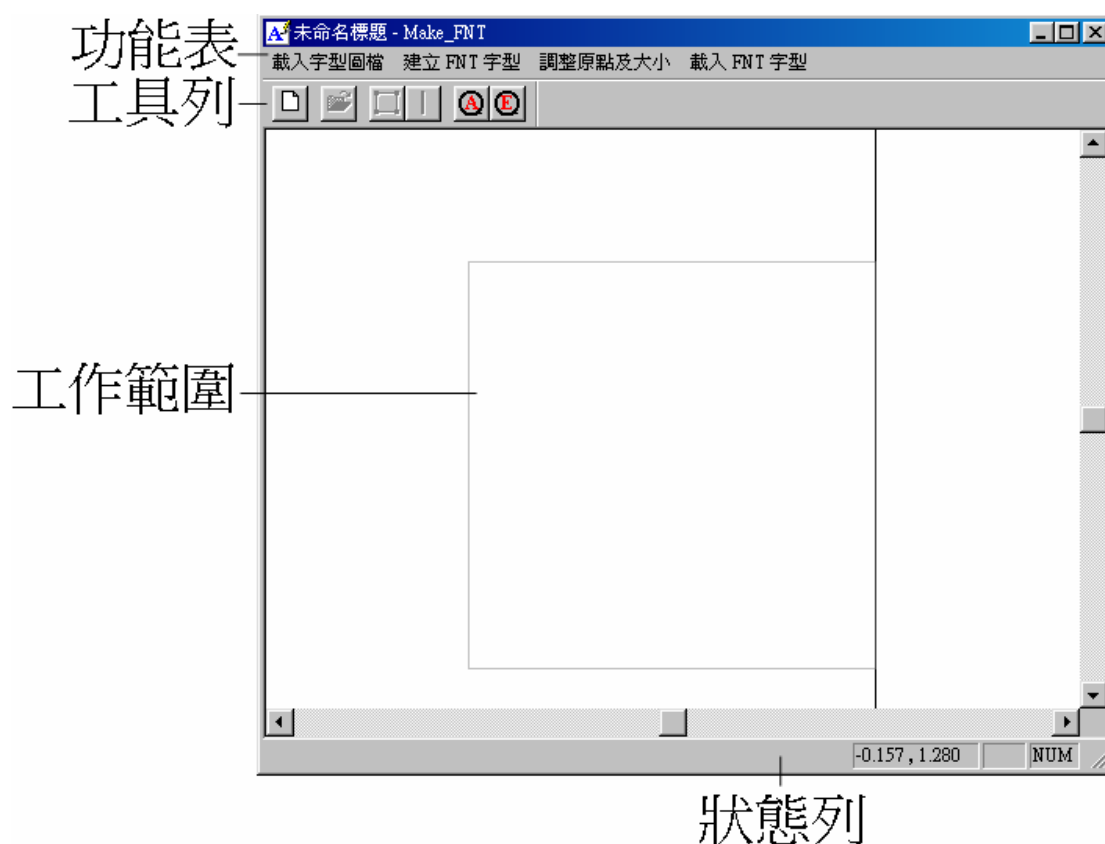 功能表
未命名標題 - Make_FNT
載入字型圖檔 建立 FNT 字型 調整原點及大小 載入 FNT 字型
工具列
A E
工作範圍
-0.157 , 1.280 NUM
狀態列